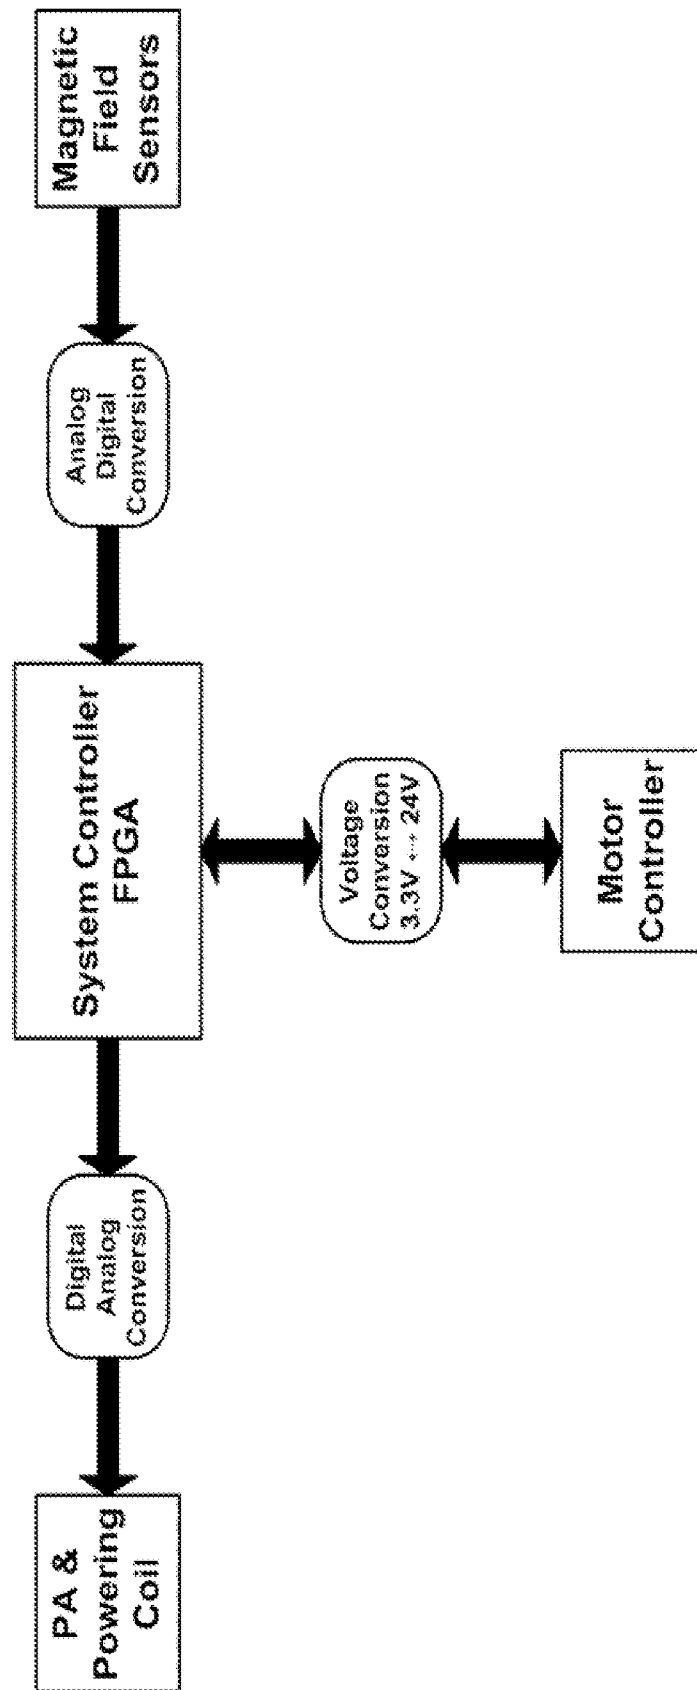 Magnetic
Field
Sensors
Analog
Digital
Conversion
System Controller
FPGA
Voltage
Conversion
3.3V ↔ 24V
Motor
Controller
Digital
Analog
Conversion
PA &
Powering
Coil